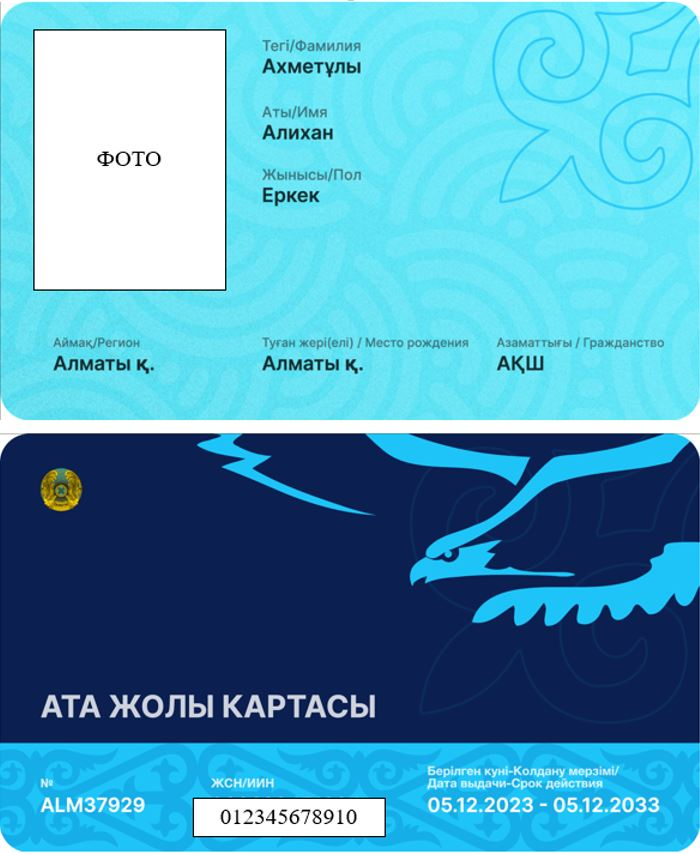 ФОТО
Тегі/Фамилия
Ахметұлы
Аты/Имя
Алихан
Жынысы/Пол
Еркек
Аймақ/Регион
Алматы қ.
Туған жері(елі) / Место рождения
Алматы қ.
Азаматтығы / Гражданство
АҚШ
АТА ЖОЛЫ КАРТАСЫ
№
ALM37929
ЖСН/ИИН
012345678910
Берілген күні-Колдану мерзімі/
Дата выдачи-Срок действия
05.12.2023 - 05.12.2033